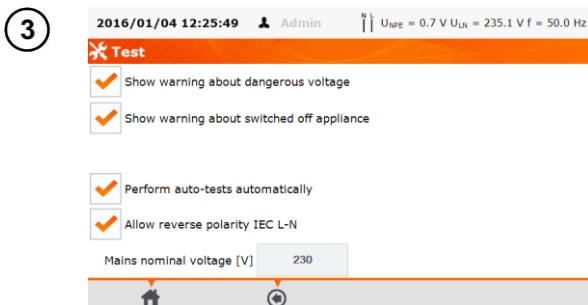 3
2016/01/04 12:25:49 Admin N L UNPE = 0.7 V ULN = 235.1 V f = 50.0 Hz
Test
Show warning about dangerous voltage
Show warning about switched off appliance
Perform auto-tests automatically
Allow reverse polarity IEC L-N
Mains nominal voltage [V] 230